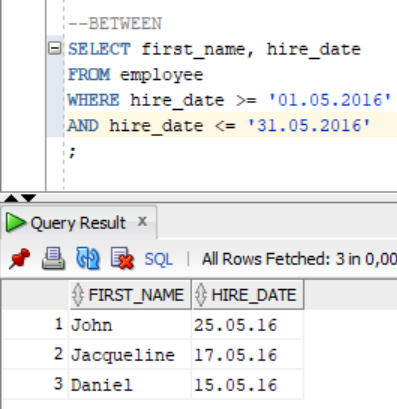 --BETWEEN
SELECT first_name, hire_date
FROM employee
WHERE hire_date >= '01.05.2016'
AND hire_date <= '31.05.2016'
;
Query Result x
SQL | All Rows Fetched: 3 in 0,00
FIRST_NAME HIRE_DATE
1 John 25.05.16
2 Jacqueline 17.05.16
3 Daniel 15.05.16